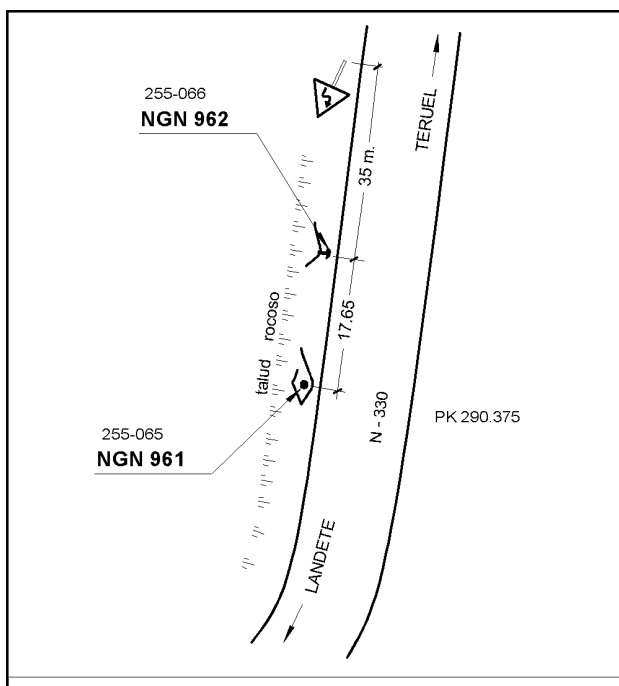 255-066
NGN 962
TERUEL
35 m.
17.65
talud rocoso
N - 330
PK 290.375
255-065
NGN 961
LANDETE